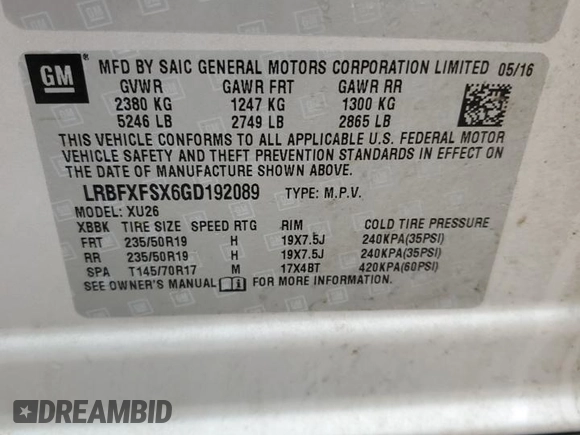 GM MFD BY SAIC GENERAL MOTORS CORPORATION LIMITED 05/16
GVWR GAWR FRT GAWR RR
2380 KG 1247 KG 1300 KG
5246 LB 2749 LB 2865 LB
THIS VEHICLE CONFORMS TO ALL APPLICABLE U.S. FEDERAL MOTOR
VEHICLE SAFETY AND THEFT PREVENTION STANDARDS IN EFFECT ON
THE DATE OF MANUFACTURE SHOWN ABOVE.
LRBFXFSX6GD192089 TYPE: M.P.V.
MODEL: XU26
XBBK TIRE SIZE SPEED RTG RIM COLD TIRE PRESSURE
FRT 235/50R19 H 19X7.5J 240KPA(35PSI)
RR 235/50R19 H 19X7.5J 240KPA(35PSI)
SPA T145/70R17 M 17X4BT 420KPA(60PSI)
SEE OWNER'S MANUAL FOR MORE INFORMATION.
DREAMBID